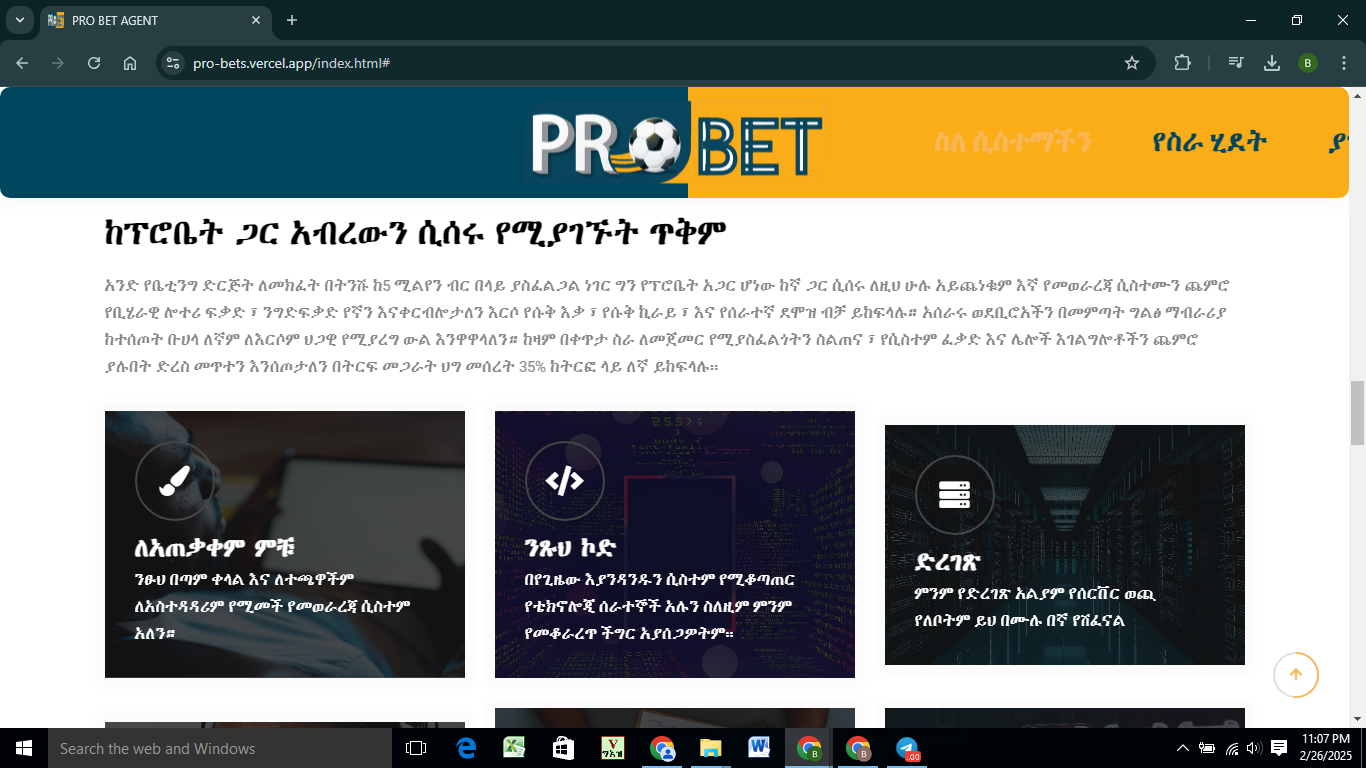 PRO BET AGENT
pro-bets.vercel.app/index.html#
B
PRO BET
ስለ ሲስተማችን
የስራ ሂደት
ከፕሮቤት ጋር አብረውን ሲሰሩ የሚያገኙት ጥቅም
አንድ የቤቲንግ ድርጅት ለመክፈት በትንሹ ከ5 ሚልየን ብር በላይ ያስፈልጋል ነገር ግን የፕሮቤት አጋር ሆነው ከኛ ጋር ሲሰሩ ለዚህ ሁሉ አይጨነቁም እኛ የመወራረጃ ሲስተሙን ጨምሮ
የቢሄራዊ ሎተሪ ፍቃድ ፣ ንግድፍቃድ የኛን እናቀርብሎታለን እርሶ የሱቅ እቃ ፣ የሱቅ ኪራይ ፣ እና የሰራተኛ ደሞዝ ብቻ ይከፍላሉ። አሰራሩ ወደቢሮአችን በመምጣት ግልፅ ማብራሪያ
ከተሰጦት ቡሀላ ለኛም ለእርሶም ህጋዊ የሚያረግ ውል እንዋዋላለን። ከዛም በቀጥታ ስራ ለመጀመር የሚያስፈልጎትን ስልጠና ፣ የሲስተም ፈቃድ እና ሌሎች አገልግሎቶችን ጨምሮ
ያሉበት ድረስ መጥተን እንሰጦታለን በትርፍ መጋራት ህግ መሰረት 35% ከትርፎ ላይ ለኛ ይከፍላሉ።
ለአጠቃቀም ምቹ
ንፁህ በጣም ቀላል እና ለተጫዋችም
ለአስተዳዳሪም የሚመች የመወራረጃ ሲስተም
አለን።
ንጹህ ኮድ
በየጊዜው እያንዳንዱን ሲስተም የሚቆጣጠር
የቴክኖሎጂ ሰራተኞች አሉን ስለዚም ምንም
የመቆራረጥ ችግር አያሰጋዎትም።
ድረገጽ
ምንም የድረገጽ አልያም የሰርቨር ወጪ
የለቦትም ይህ በሙሉ በኛ የሸፈናል
Search the web and Windows
11:07 PM
2/26/2025